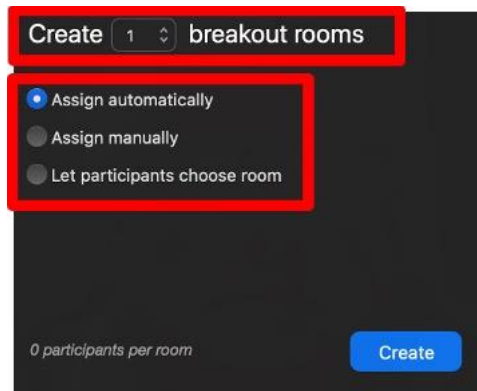 Create 1 breakout rooms
Assign automatically
Assign manually
Let participants choose room
0 participants per room
Create